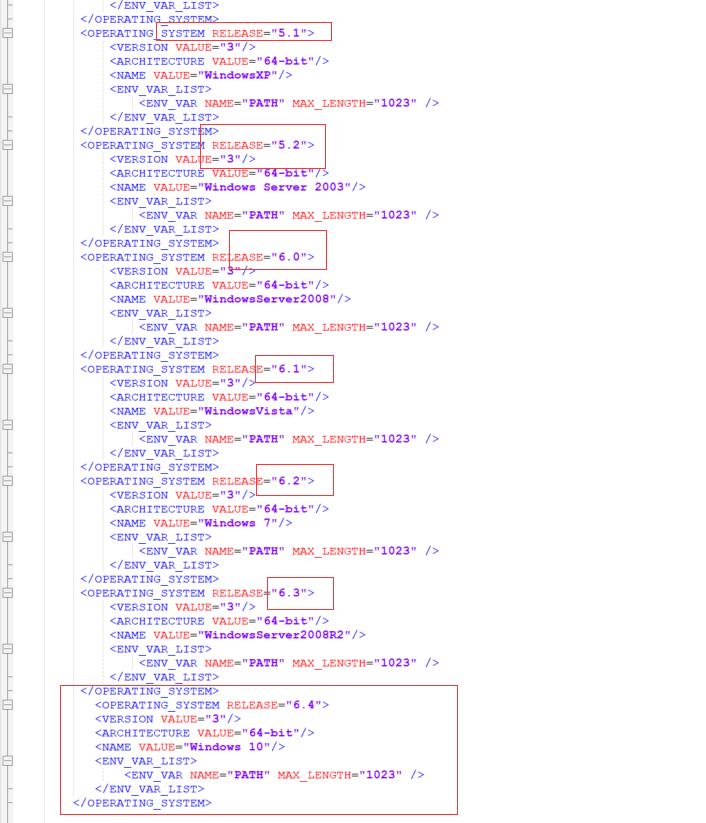 </ENV_VAR_LIST>
</OPERATING_SYSTEM>
<OPERATING_SYSTEM RELEASE="5.1">
<VERSION VALUE="3"/>
<ARCHITECTURE VALUE="64-bit"/>
<NAME VALUE="WindowsXP"/>
<ENV_VAR_LIST>
<ENV_VAR NAME="PATH" MAX_LENGTH="1023" />
</ENV_VAR_LIST>
</OPERATING_SYSTEM>
<OPERATING_SYSTEM RELEASE="5.2">
<VERSION VALUE="3"/>
<ARCHITECTURE VALUE="64-bit"/>
<NAME VALUE="Windows Server 2003"/>
<ENV_VAR_LIST>
<ENV_VAR NAME="PATH" MAX_LENGTH="1023" />
</ENV_VAR_LIST>
</OPERATING_SYSTEM>
<OPERATING_SYSTEM RELEASE="6.0">
<VERSION VALUE="3"/>
<ARCHITECTURE VALUE="64-bit"/>
<NAME VALUE="WindowsServer2008"/>
<ENV_VAR_LIST>
<ENV_VAR NAME="PATH" MAX_LENGTH="1023" />
</ENV_VAR_LIST>
</OPERATING_SYSTEM>
<OPERATING_SYSTEM RELEASE="6.1">
<VERSION VALUE="3"/>
<ARCHITECTURE VALUE="64-bit"/>
<NAME VALUE="WindowsVista"/>
<ENV_VAR_LIST>
<ENV_VAR NAME="PATH" MAX_LENGTH="1023" />
</ENV_VAR_LIST>
</OPERATING_SYSTEM>
<OPERATING_SYSTEM RELEASE="6.2">
<VERSION VALUE="3"/>
<ARCHITECTURE VALUE="64-bit"/>
<NAME VALUE="Windows 7"/>
<ENV_VAR_LIST>
<ENV_VAR NAME="PATH" MAX_LENGTH="1023" />
</ENV_VAR_LIST>
</OPERATING_SYSTEM>
<OPERATING_SYSTEM RELEASE="6.3">
<VERSION VALUE="3"/>
<ARCHITECTURE VALUE="64-bit"/>
<NAME VALUE="WindowsServer2008R2"/>
<ENV_VAR_LIST>
<ENV_VAR NAME="PATH" MAX_LENGTH="1023" />
</ENV_VAR_LIST>
</OPERATING_SYSTEM>
<OPERATING_SYSTEM RELEASE="6.4">
<VERSION VALUE="3"/>
<ARCHITECTURE VALUE="64-bit"/>
<NAME VALUE="Windows 10"/>
<ENV_VAR_LIST>
<ENV_VAR NAME="PATH" MAX_LENGTH="1023" />
</ENV_VAR_LIST>
</OPERATING_SYSTEM>